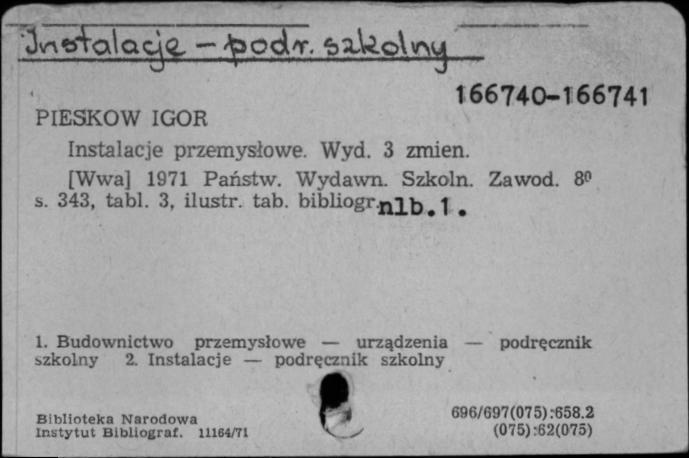 Instalacje - podr. szkolny
166740-166741
PIESKOW IGOR
Instalacje przemysłowe. Wyd. 3 zmien.
[Wwa] 1971 Państw. Wydawn. Szkoln. Zawod. 8º
s. 343, tabl. 3, ilustr. tab. bibliogr. nlb.1.
1. Budownictwo przemysłowe — urządzenia — podręcznik
szkolny 2. Instalacje — podręcznik szkolny
Biblioteka Narodowa
Instytut Bibliograf. 11164/71
696/697(075):658.2
(075):62(075)